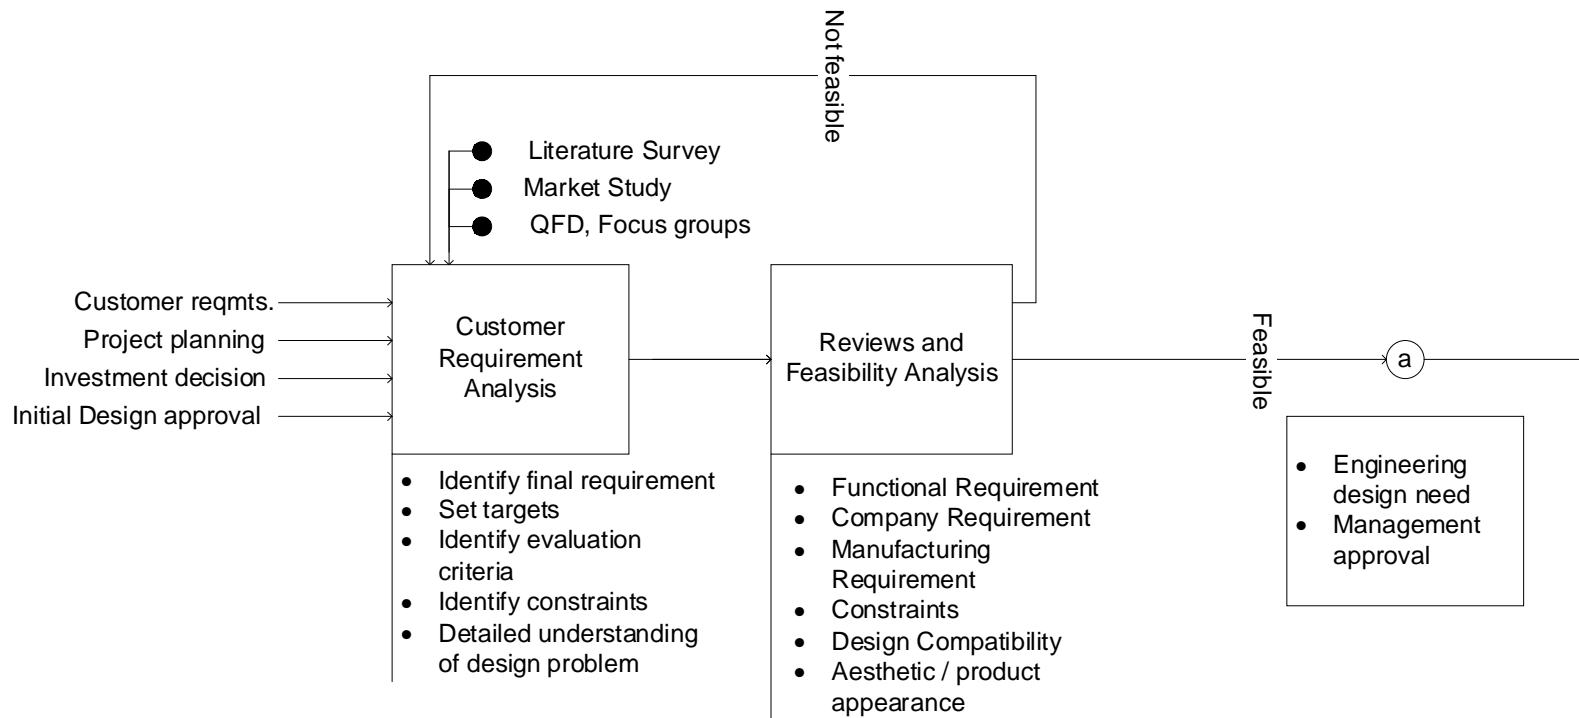 Not feasible
Literature Survey
Market Study
QFD, Focus groups
Customer reqmts.
Project planning
Investment decision
Initial Design approval
Customer
Requirement
Analysis
Reviews and
Feasibility Analysis
Feasible
a
• Identify final requirement
• Set targets
• Identify evaluation
criteria
• Identify constraints
• Detailed understanding
of design problem
• Functional Requirement
• Company Requirement
• Manufacturing
Requirement
• Constraints
• Design Compatibility
• Aesthetic / product
appearance
• Engineering
design need
• Management
approval